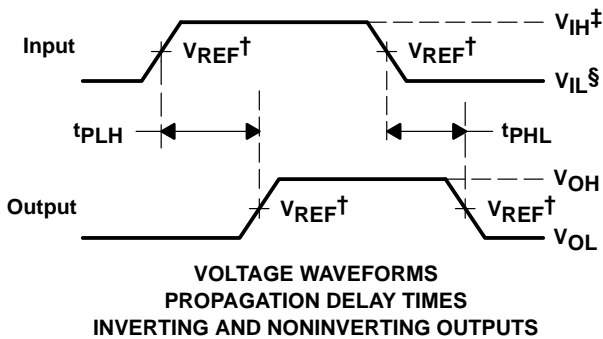 Input
VREF†
VREF†
VIH‡
VIL§
tPLH
tPHL
Output
VREF†
VREF†
VOH
VOL
VOLTAGE WAVEFORMS
PROPAGATION DELAY TIMES
INVERTING AND NONINVERTING OUTPUTS